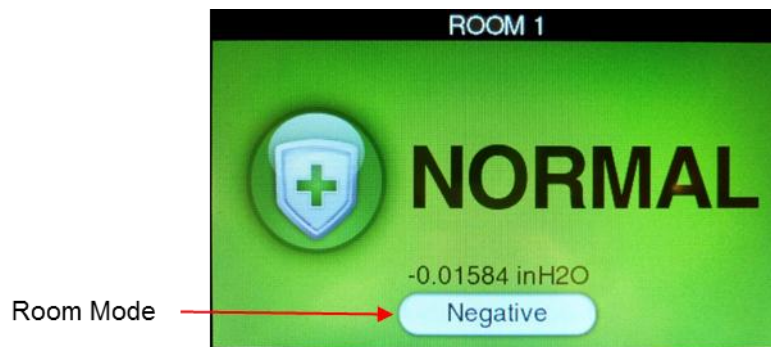 ROOM 1
NORMAL
-0.01584 inH2O
Room Mode
Negative